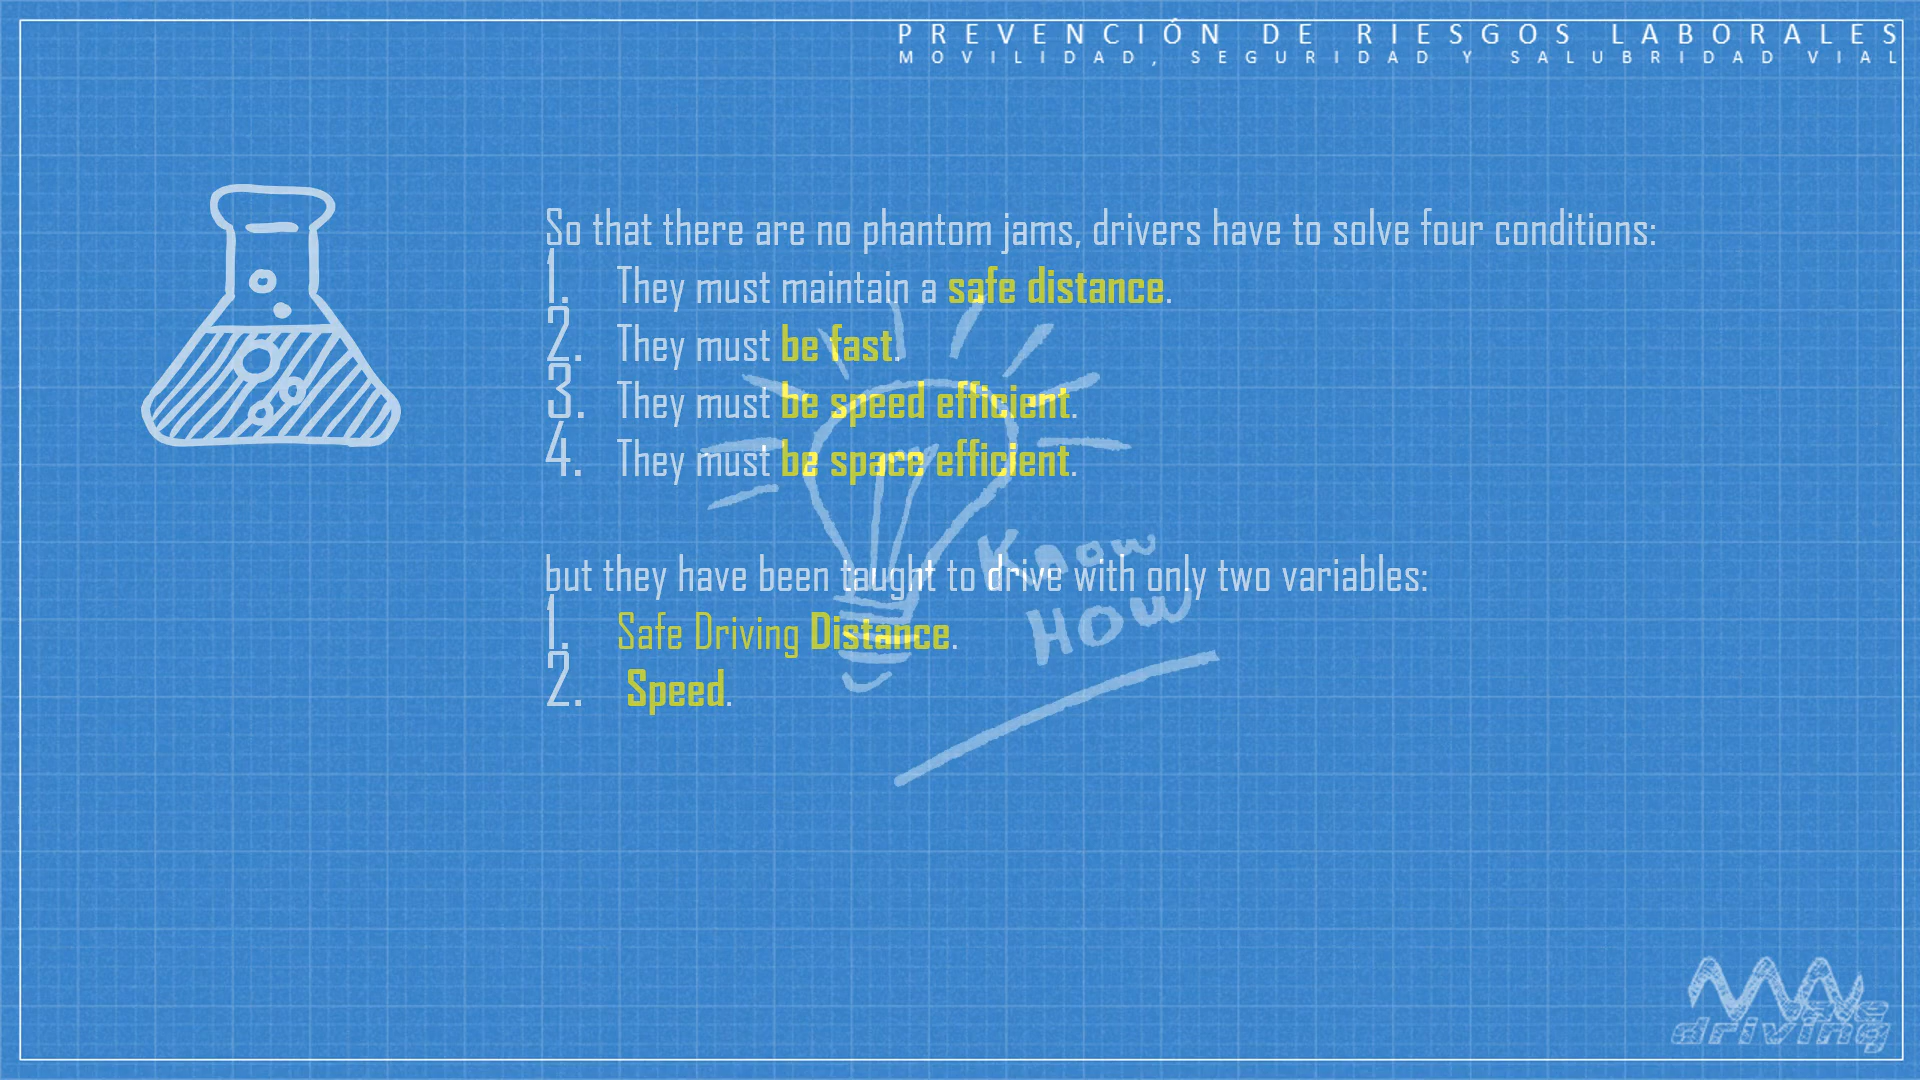 PREVENCIÓN DE RIESGOS LABORALES
MOVILIDAD, SEGURIDAD Y SALUBRIDAD VIAL
So that there are no phantom jams, drivers have to solve four conditions:
1. They must maintain a safe distance.
2. They must be fast.
3. They must be speed efficient.
4. They must be space efficient.
Know
How
but they have been taught to drive with only two variables:
1. Safe Driving Distance.
2. Speed.
driving